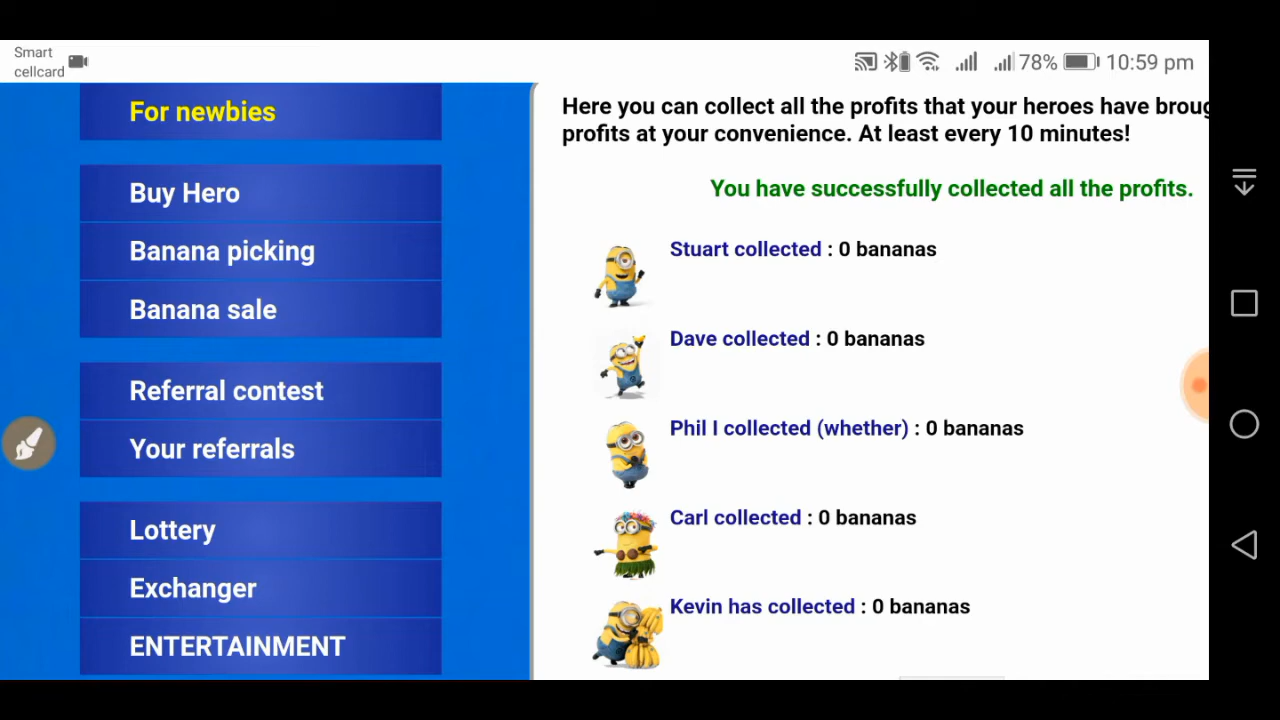 Smart
cellcard
78%
10:59 pm
For newbies
Buy Hero
Banana picking
Banana sale
Referral contest
Your referrals
Lottery
Exchanger
ENTERTAINMENT
Here you can collect all the profits that your heroes have broug
profits at your convenience. At least every 10 minutes!
You have successfully collected all the profits.
Stuart collected : 0 bananas
Dave collected : 0 bananas
Phil I collected (whether) : 0 bananas
Carl collected : 0 bananas
Kevin has collected : 0 bananas